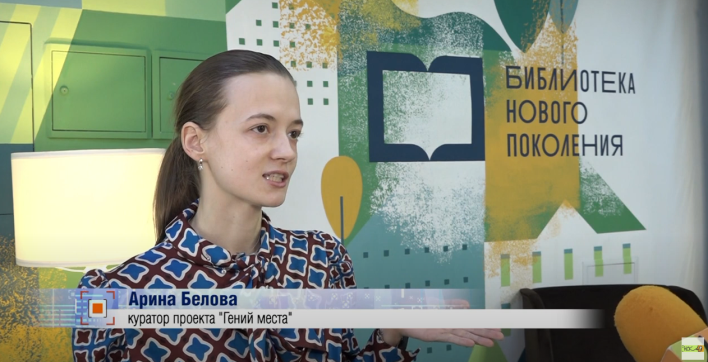 БИБЛИОТЕКА
НОВОГО
ПОКОЛЕНИЯ
Арина Белова
куратор проекта "Гений места"